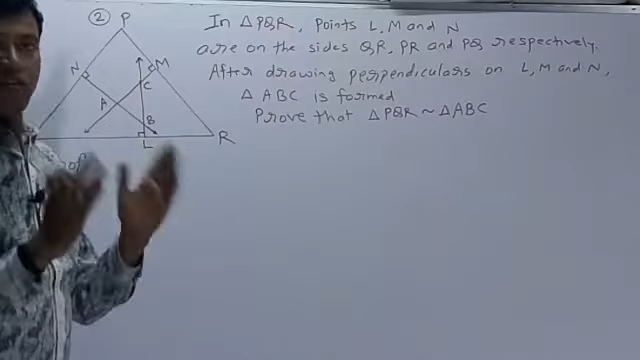 ② P
In △PQR, Points L, M and N
are on the sides QR, PR and PQ respectively.
N M
After drawing perpendiculars on L, M and N,
C
A
△ ABC is formed
B
Prove that △PQR ~ △ABC
L R